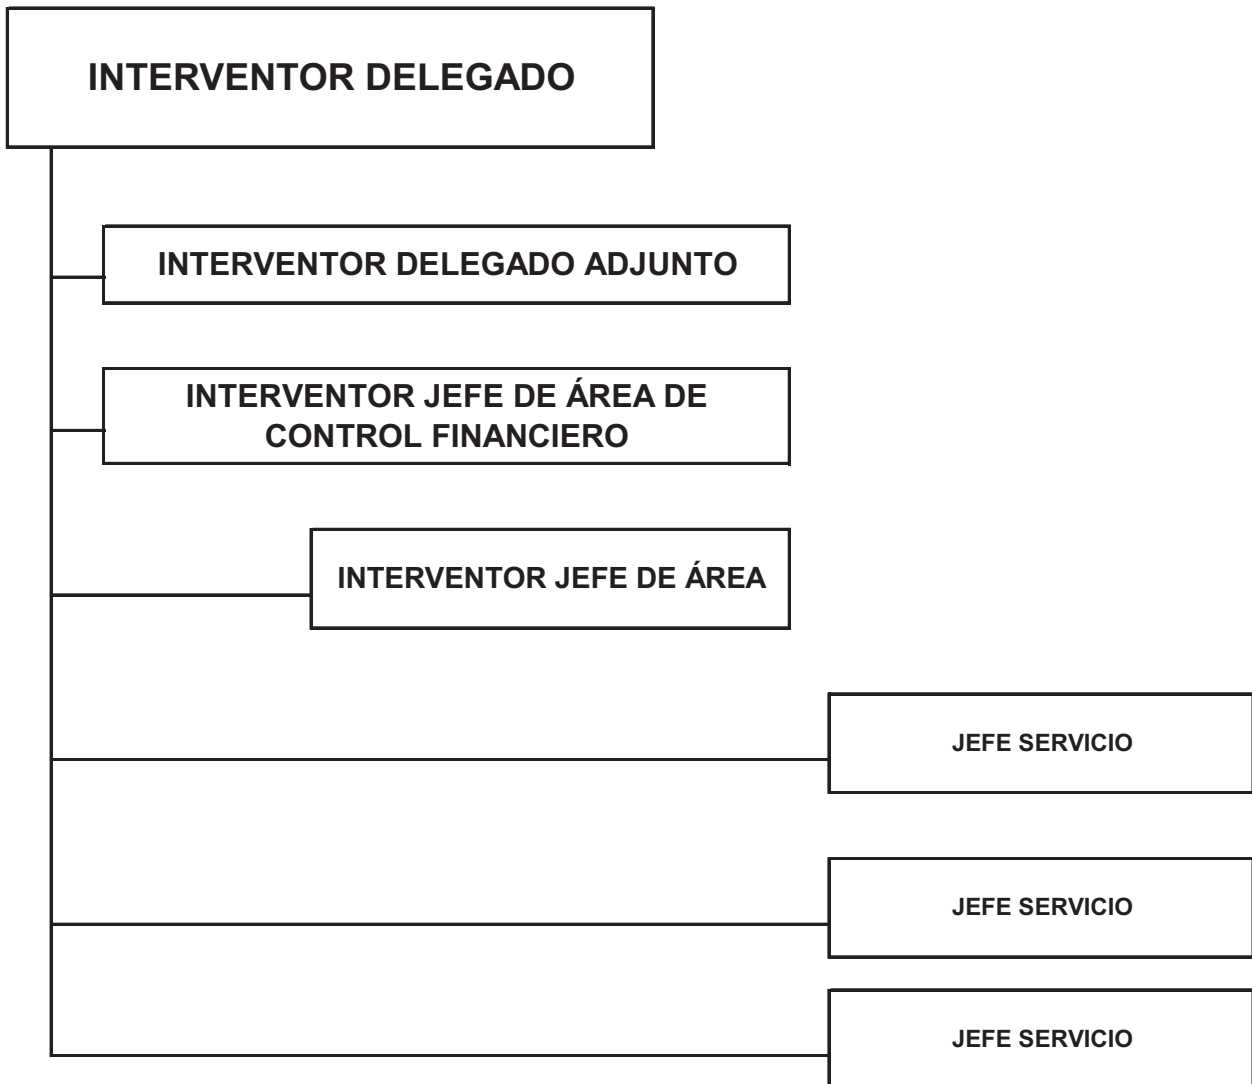 INTERVENTOR DELEGADO
INTERVENTOR DELEGADO ADJUNTO
INTERVENTOR JEFE DE ÁREA DE
CONTROL FINANCIERO
INTERVENTOR JEFE DE ÁREA
JEFE SERVICIO
JEFE SERVICIO
JEFE SERVICIO